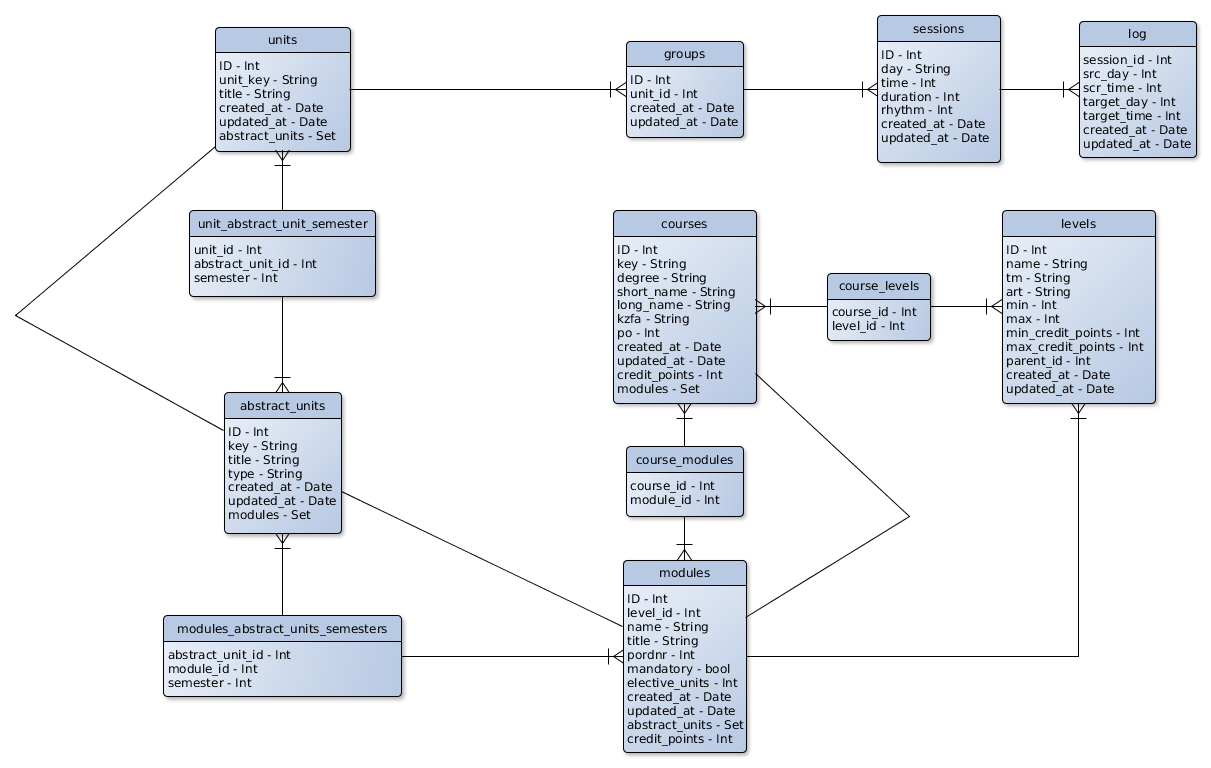 units
ID - Int
unit_key - String
title - String
created_at - Date
updated_at - Date
abstract_units - Set
groups
ID - Int
unit_id - Int
created_at - Date
updated_at - Date
sessions
ID - Int
day - String
time - Int
duration - Int
rhythm - Int
created_at - Date
updated_at - Date
log
session_id - Int
src_day - Int
scr_time - Int
target_day - Int
target_time - Int
created_at - Date
updated_at - Date
unit_abstract_unit_semester
unit_id - Int
abstract_unit_id - Int
semester - Int
courses
ID - Int
key - String
degree - String
short_name - String
long_name - String
kzfa - String
po - Int
created_at - Date
updated_at - Date
credit_points - Int
modules - Set
course_levels
course_id - Int
level_id - Int
levels
ID - Int
name - String
tm - String
art - String
min - Int
max - Int
min_credit_points - Int
max_credit_points - Int
parent_id - Int
created_at - Date
updated_at - Date
abstract_units
ID - Int
key - String
title - String
type - String
created_at - Date
updated_at - Date
modules - Set
course_modules
course_id - Int
module_id - Int
modules_abstract_units_semesters
abstract_unit_id - Int
module_id - Int
semester - Int
modules
ID - Int
level_id - Int
name - String
title - String
pordnr - Int
mandatory - bool
elective_units - Int
created_at - Date
updated_at - Date
abstract_units - Set
credit_points - Int